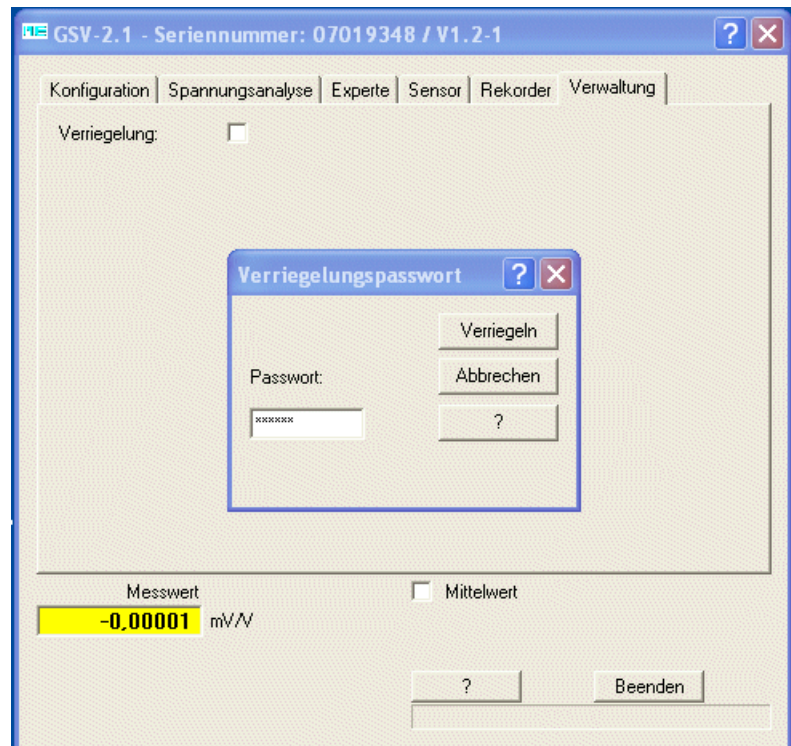 ME GSV-2.1 - Seriennummer: 07019348 / V1.2-1 ?
Konfiguration Spannungsanalyse Experte Sensor Rekorder Verwaltung
Verriegelung:
Verriegelungspasswort ?
Verriegeln
Passwort:
Abbrechen
****** ?
Messwert
Mittelwert
-0,00001 mV/V
? Beenden